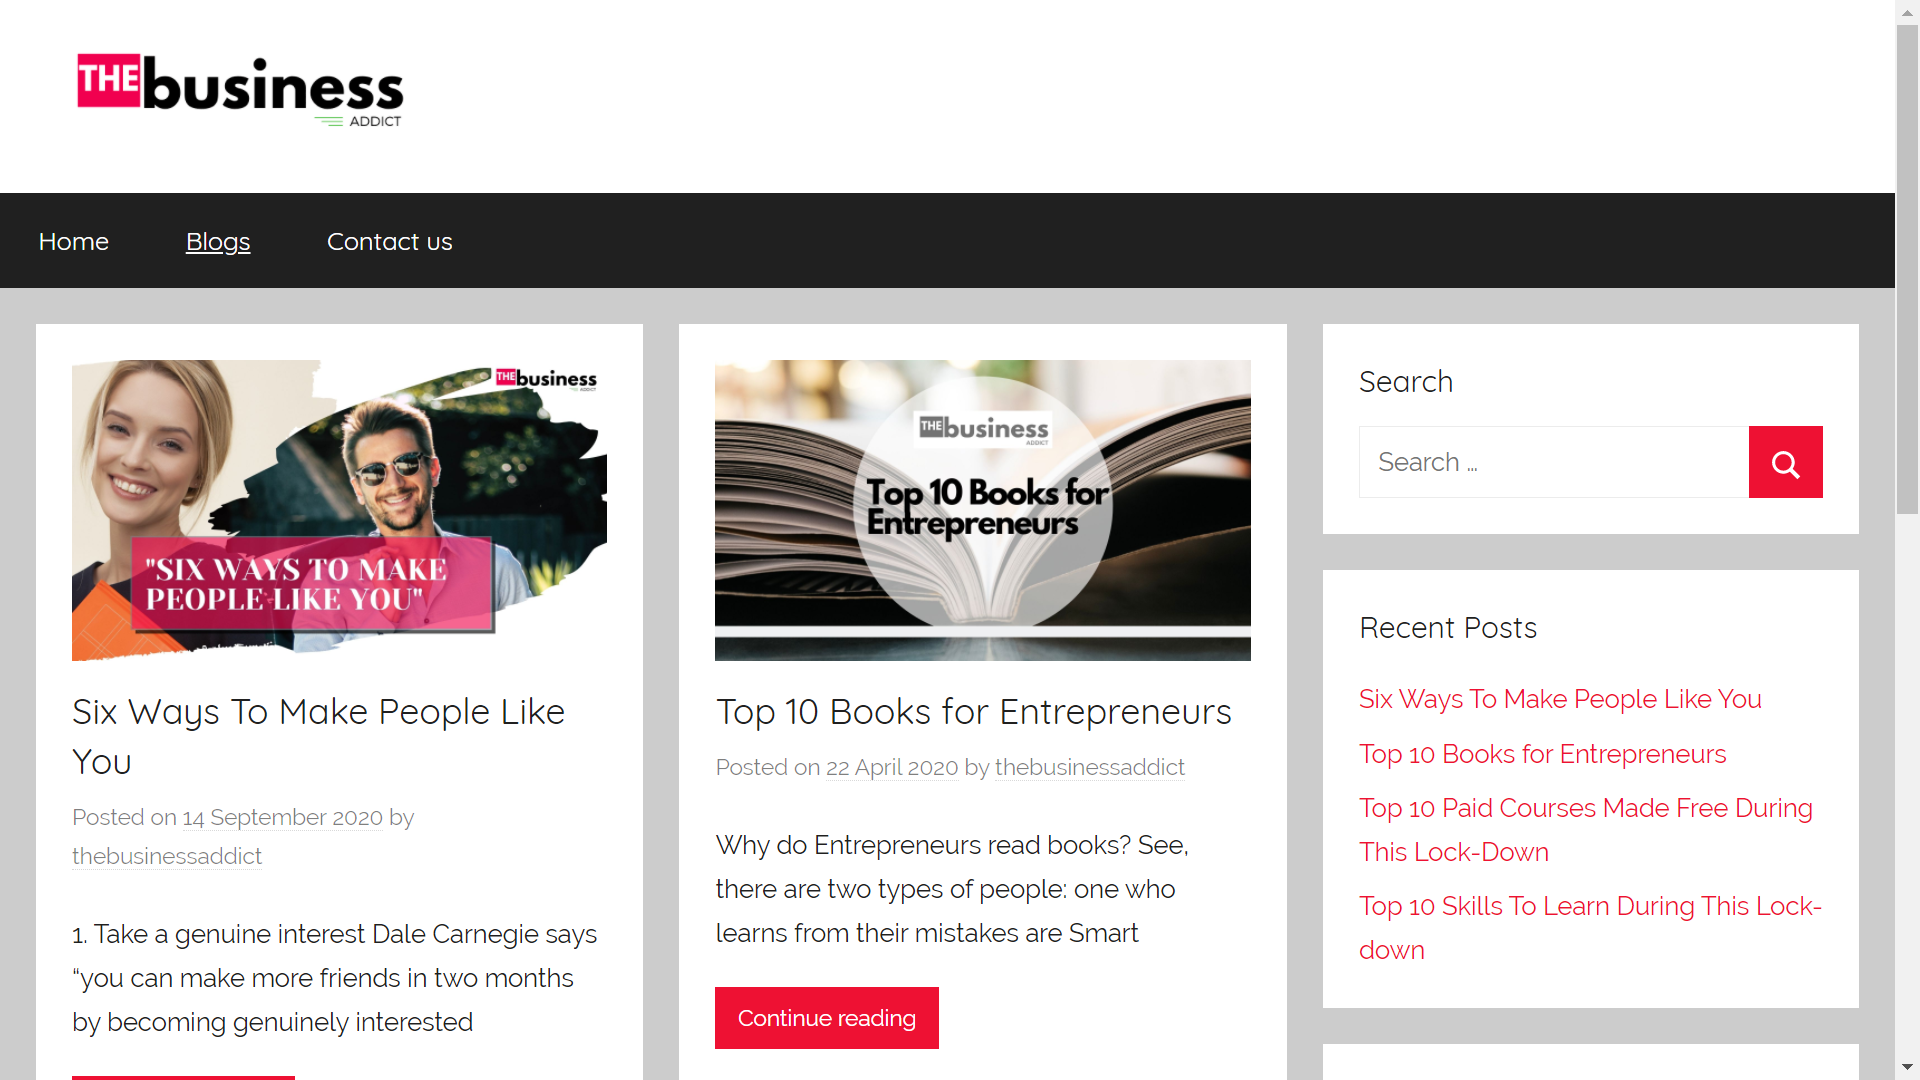 THE business
ADDICT
Home
Blogs
Contact us
THE business
ADDICT
"SIX WAYS TO MAKE
PEOPLE LIKE YOU"
Six Ways To Make People Like
You
Posted on 14 September 2020 by
thebusinessaddict
1. Take a genuine interest Dale Carnegie says
“you can make more friends in two months
by becoming genuinely interested
THE business
ADDICT
Top 10 Books for
Entrepreneurs
Top 10 Books for Entrepreneurs
Posted on 22 April 2020 by thebusinessaddict
Why do Entrepreneurs read books? See,
there are two types of people: one who
learns from their mistakes are Smart
Continue reading
Search
Search …
Recent Posts
Six Ways To Make People Like You
Top 10 Books for Entrepreneurs
Top 10 Paid Courses Made Free During
This Lock-Down
Top 10 Skills To Learn During This Lock-
down